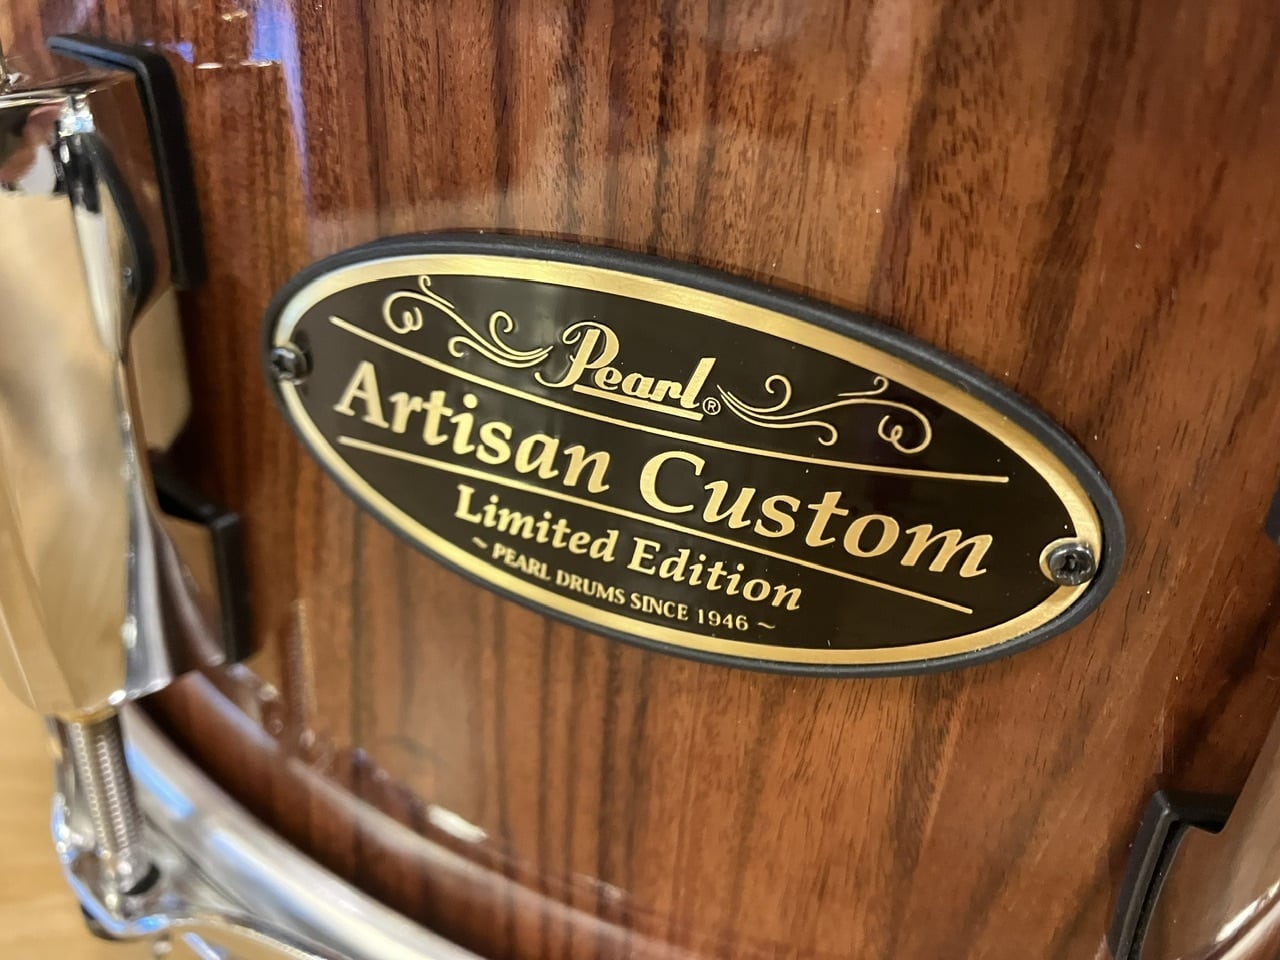 Pearl®
Artisan Custom
Limited Edition
~ PEARL DRUMS SINCE 1946 ~